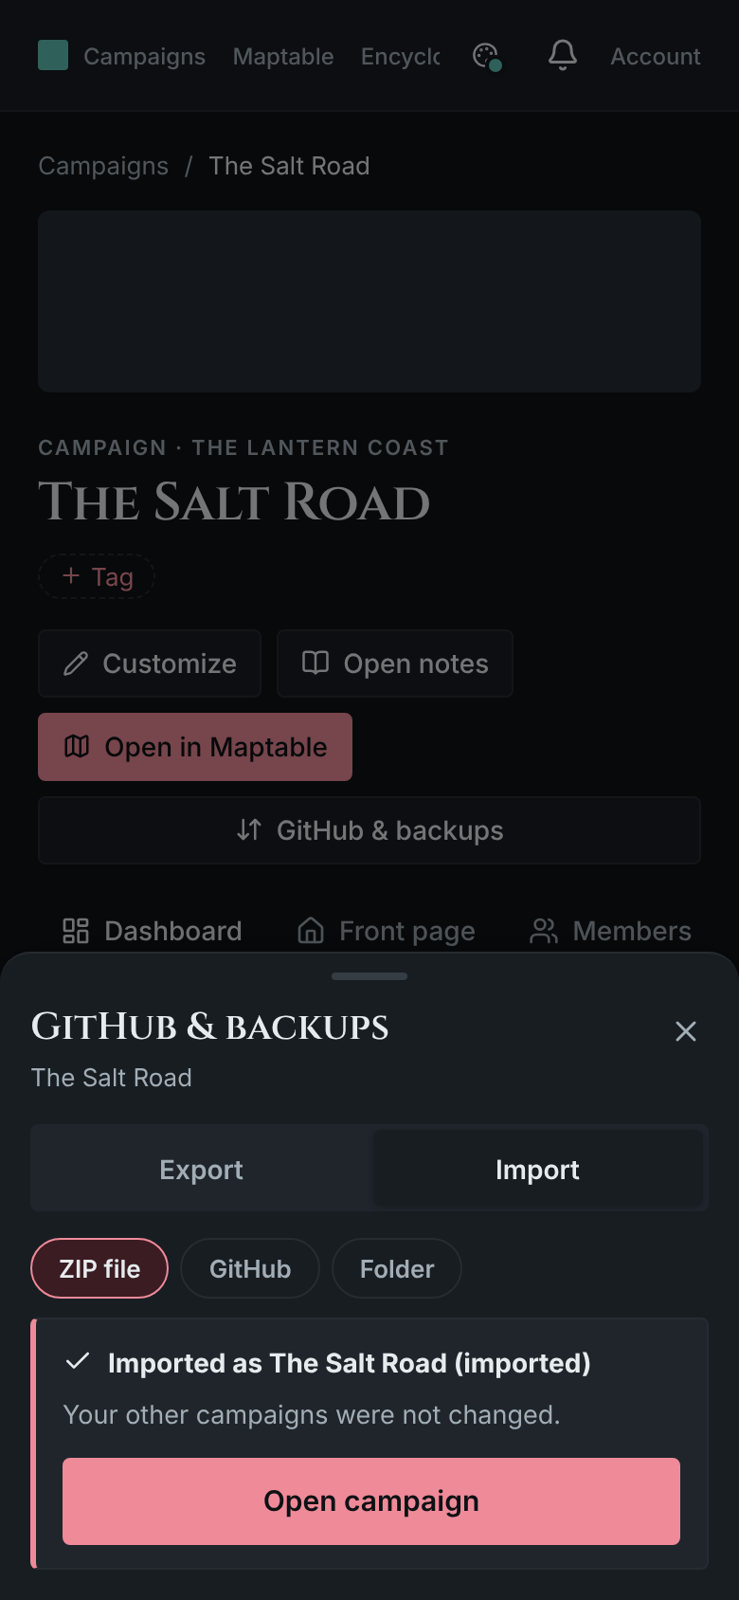 Campaigns Maptable Encyclc Account
Campaigns / The Salt Road
CAMPAIGN · THE LANTERN COAST
The Salt Road
+ Tag
Customize Open notes
Open in Maptable
GitHub & backups
Dashboard Front page Members
GitHub & backups
The Salt Road
Export Import
ZIP file GitHub Folder
Imported as The Salt Road (imported)
Your other campaigns were not changed.
Open campaign